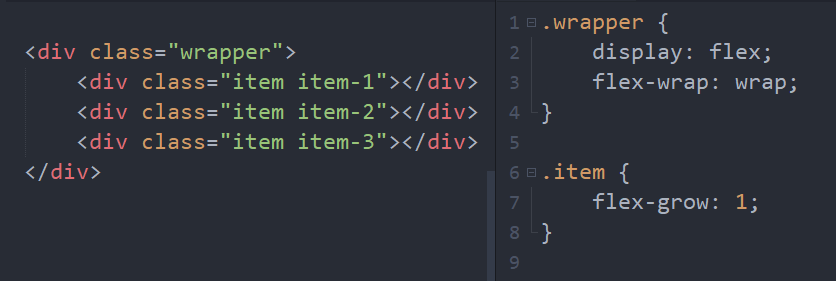 <div class="wrapper">
    <div class="item item-1"></div>
    <div class="item item-2"></div>
    <div class="item item-3"></div>
</div>
1 .wrapper {
2     display: flex;
3     flex-wrap: wrap;
4 }
5
6 .item {
7     flex-grow: 1;
8 }
9